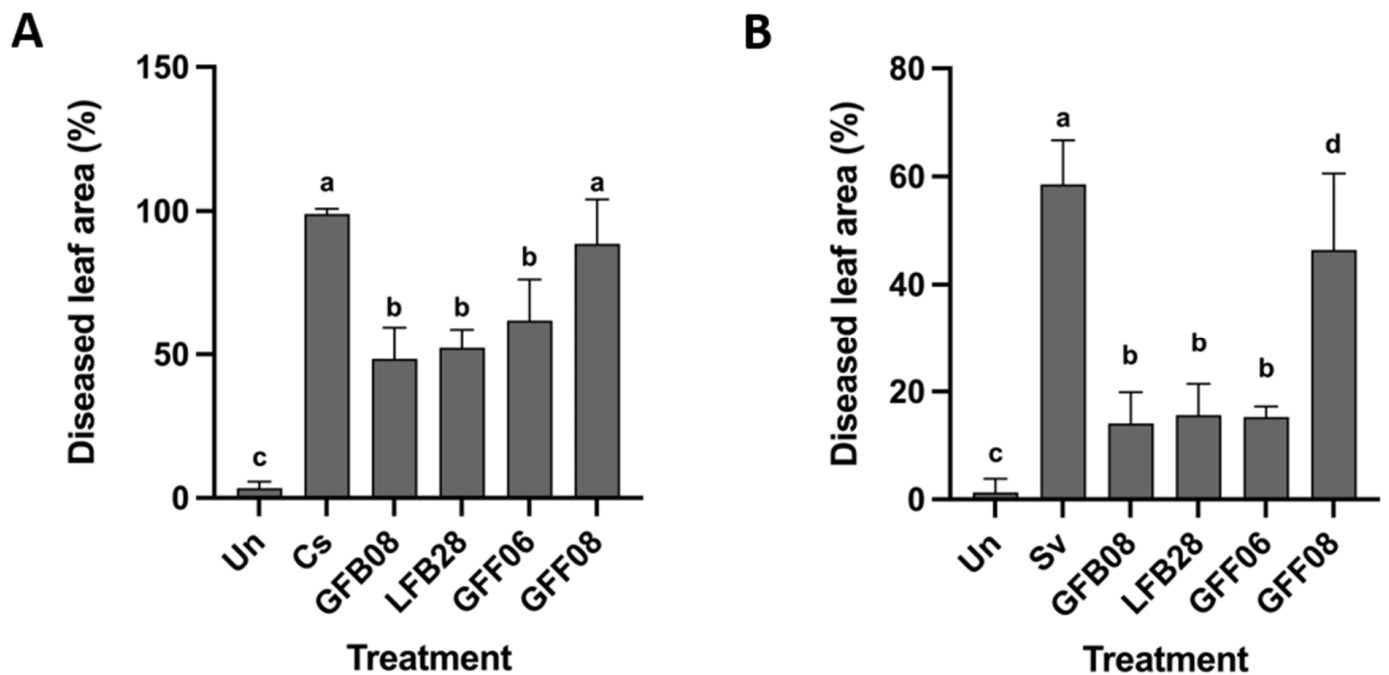 A
Diseased leaf area (%)
150
100
50
0
c
a
b
b
b
a
Un
Cs
GFB08
LFB28
GFF06
GFF08
Treatment
B
Diseased leaf area (%)
80
60
40
20
0
c
a
b
b
b
d
Un
Sv
GFB08
LFB28
GFF06
GFF08
Treatment